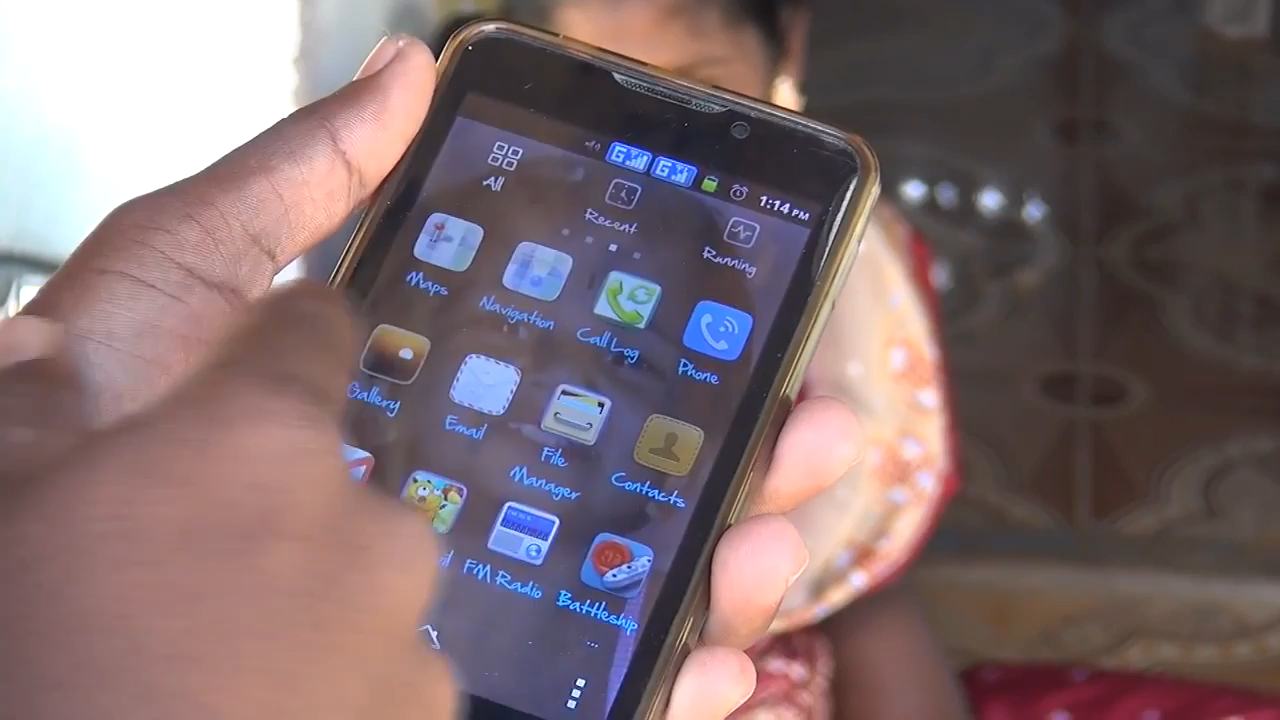 G G 1:14 PM
All Recent Running
Maps Navigation Call Log Phone
Gallery Email File Manager Contacts
FM Radio Battleship